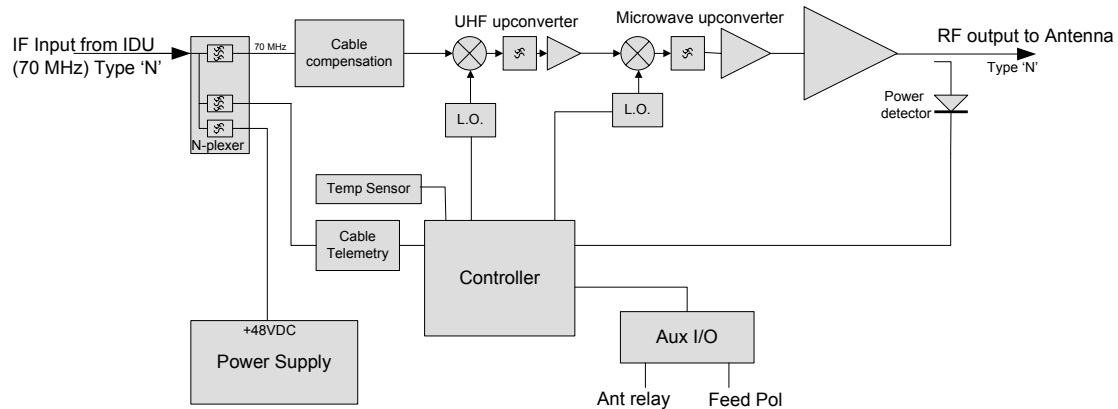 UHF upconverter
Microwave upconverter
IF Input from IDU
(70 MHz) Type ‘N’
70 MHz
Cable
compensation
RF output to Antenna
Type ‘N’
Power
detector
L.O.
L.O.
N-plexer
Temp Sensor
Cable
Telemetry
Controller
+48VDC
Power Supply
Aux I/O
Ant relay
Feed Pol